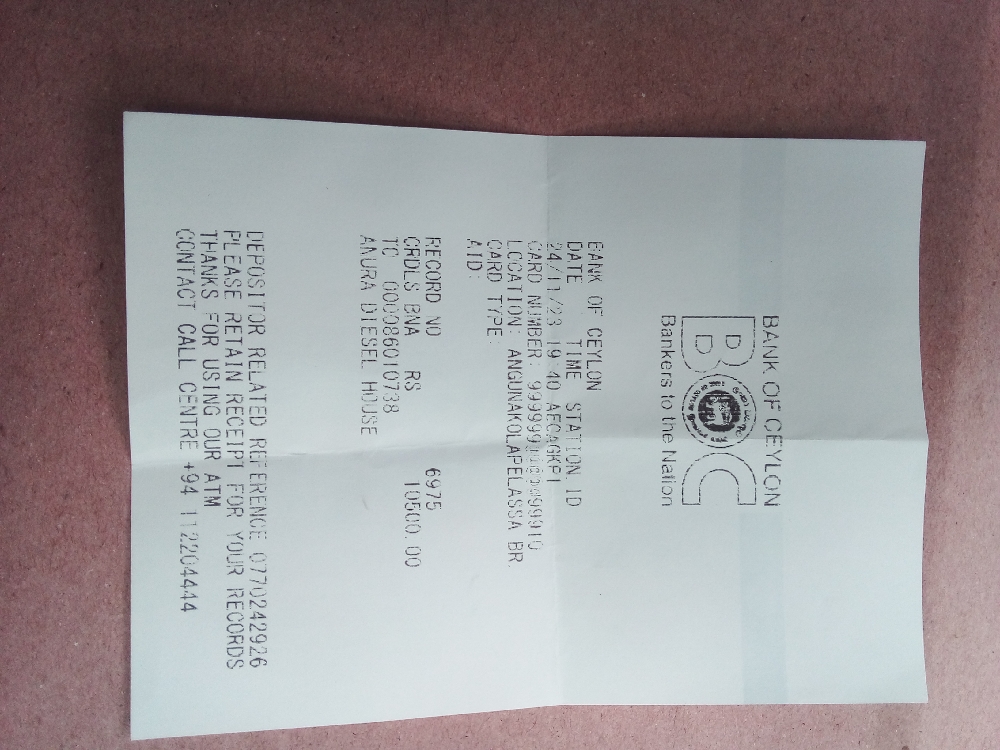 BANK OF CEYLON
BOC
Bankers to the Nation
BANK OF CEYLON
DATE TIME STATION ID
24/11/23 19:40 AFCAGKP1
CARD NUMBER:
LOCATION: ANGUNAKOLAPELASSA BR.
CARD TYPE:
AID:
RECORD NO 6975
CRDLS BNA RS 10500.00
TO 00086010738
ANURA DIESEL HOUSE
DEPOSITOR RELATED REFERENCE 0770242926
PLEASE RETAIN RECEIPT FOR YOUR RECORDS
THANKS FOR USING OUR ATM
CONTACT CALL CENTRE +94 112204444